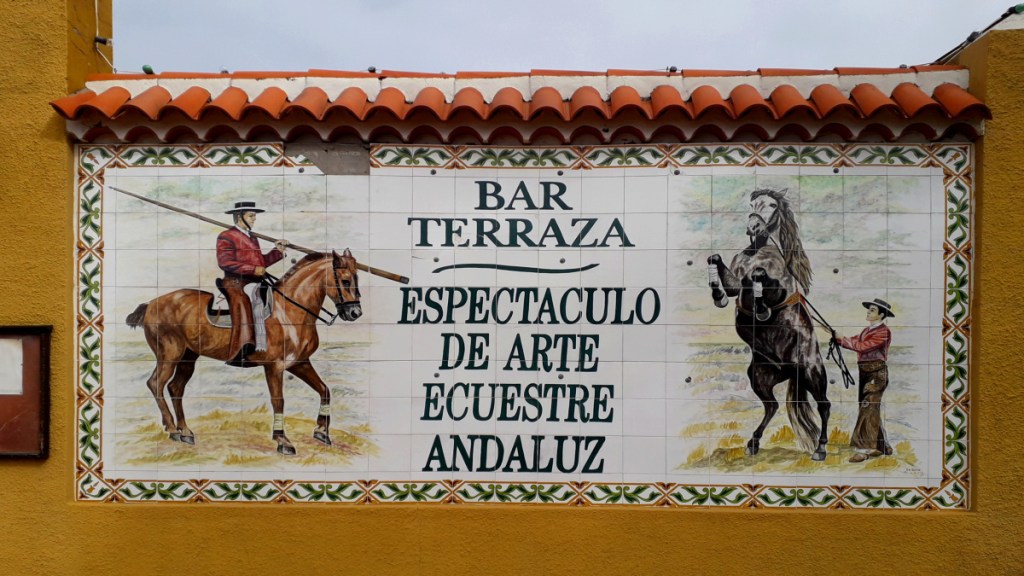 BAR
TERRAZA
ESPECTACULO
DE ARTE
ECUESTRE
ANDALUZ